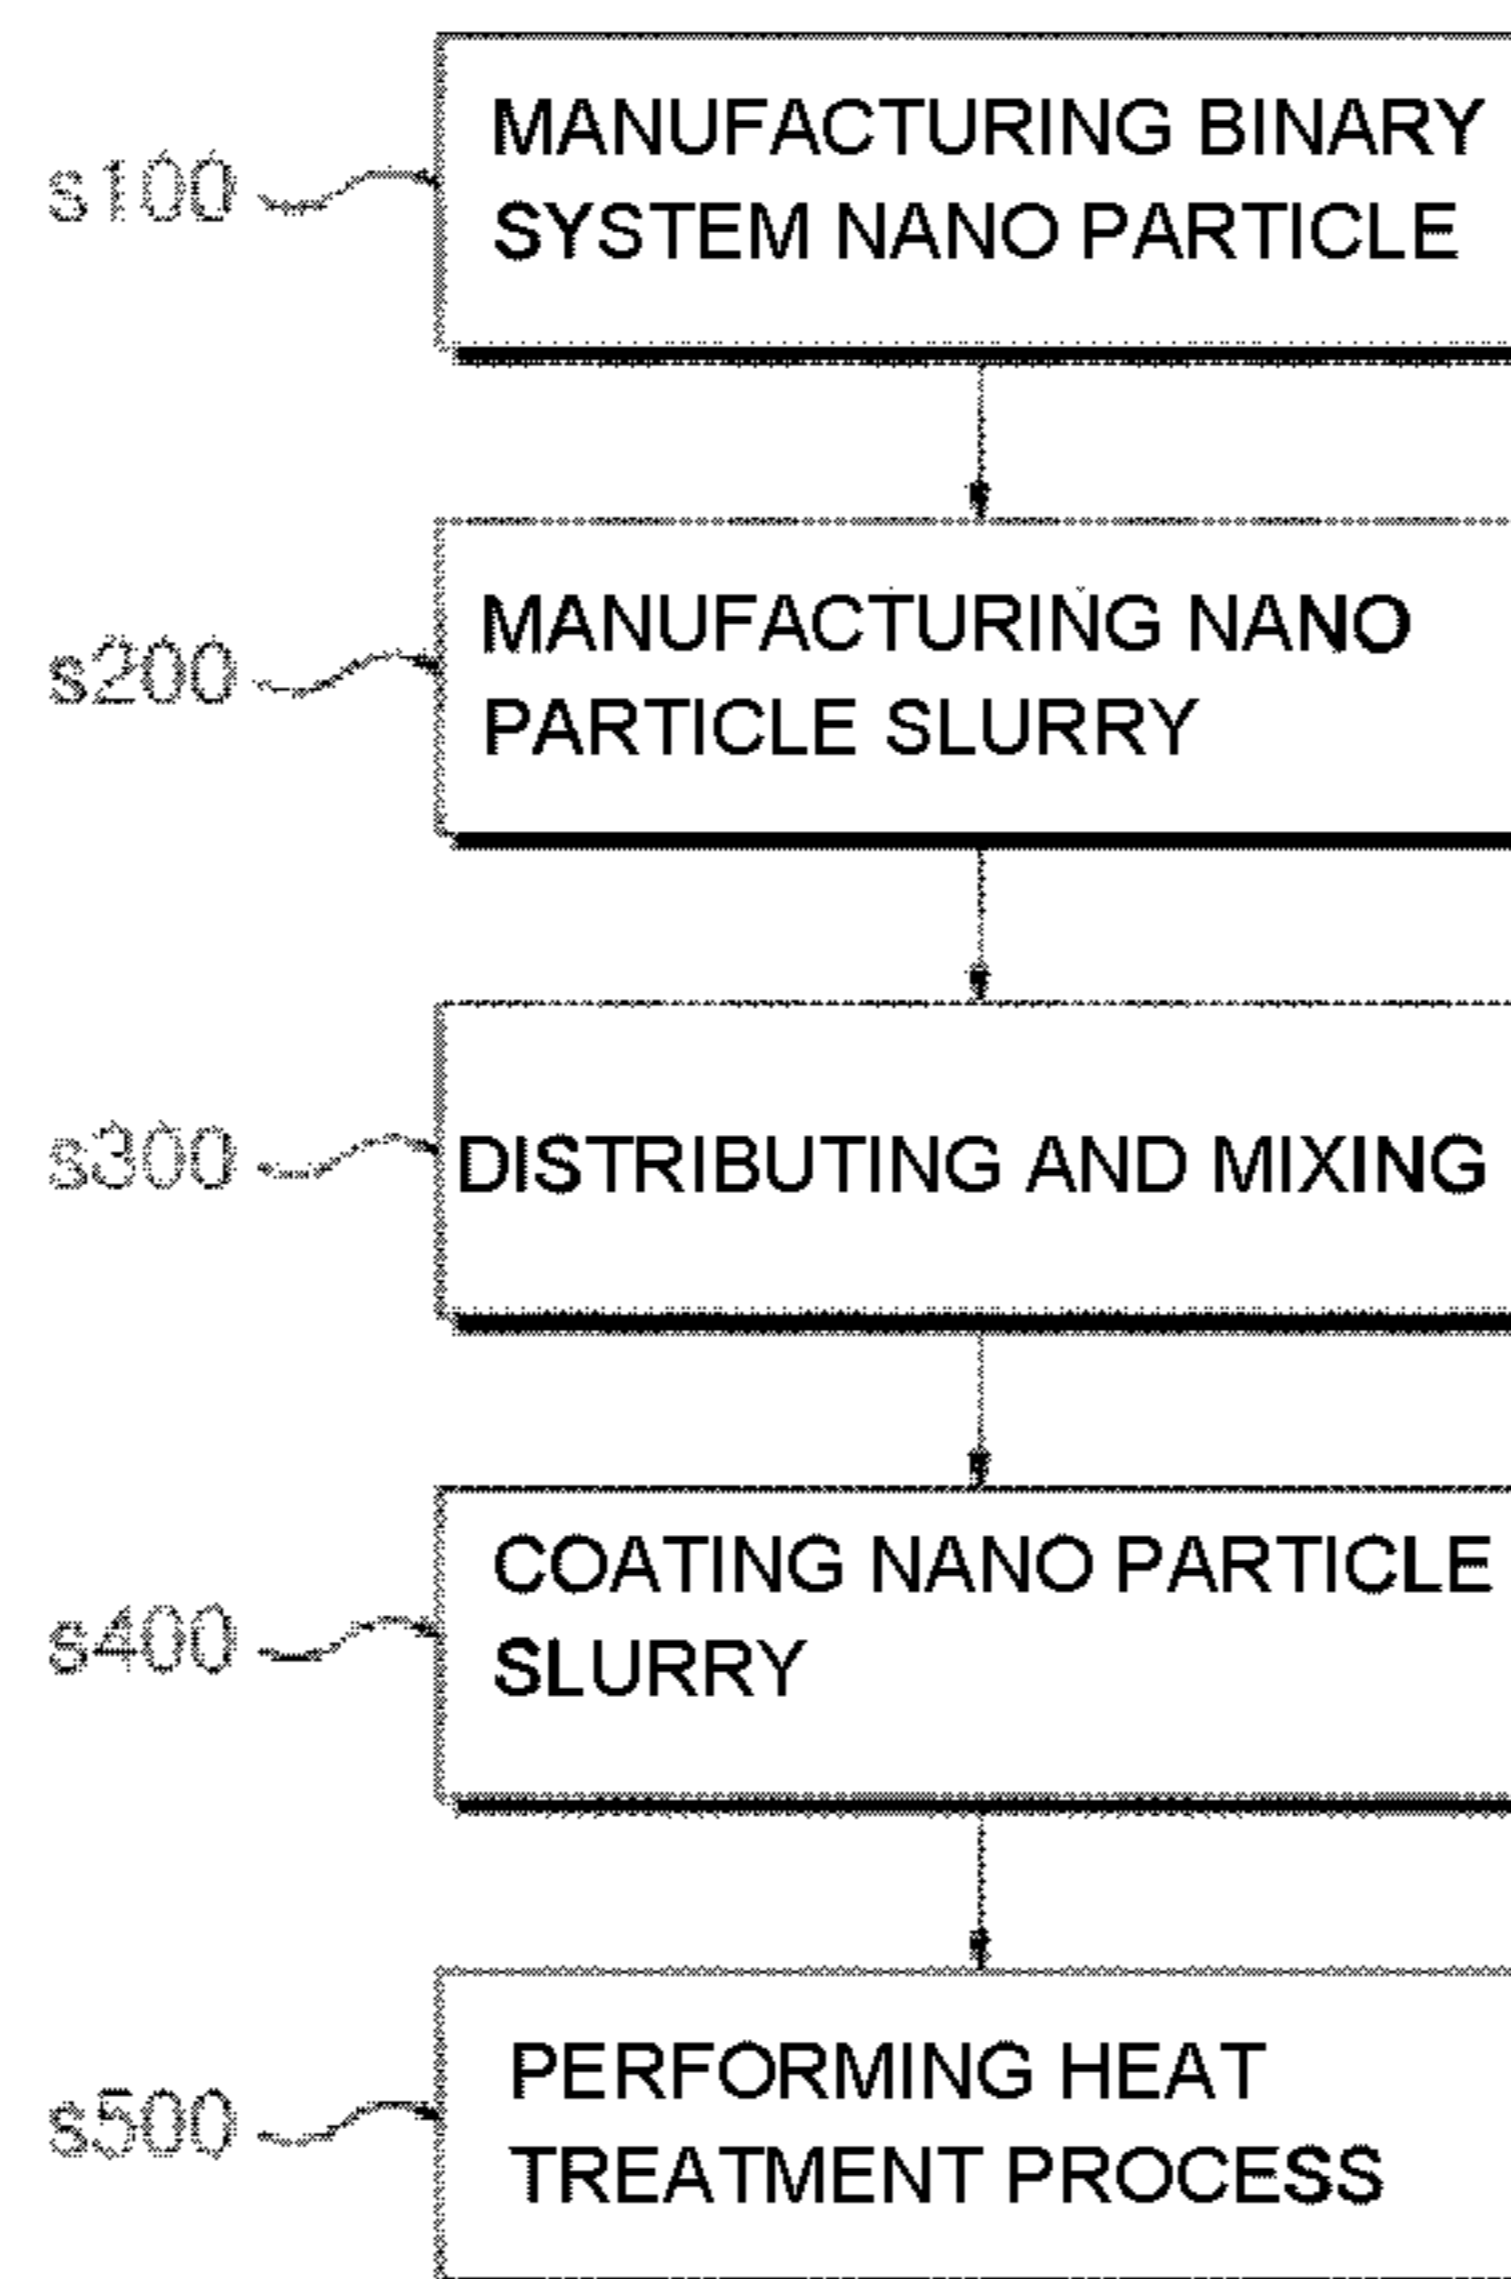 MANUFACTURING BINARY
s100
SYSTEM NANO PARTICLE
MANUFACTURING NANO
s200
PARTICLE SLURRY
s300
DISTRIBUTING AND MIXING
COATING NANO PARTICLE
s400
SLURRY
PERFORMING HEAT
s500
TREATMENT PROCESS